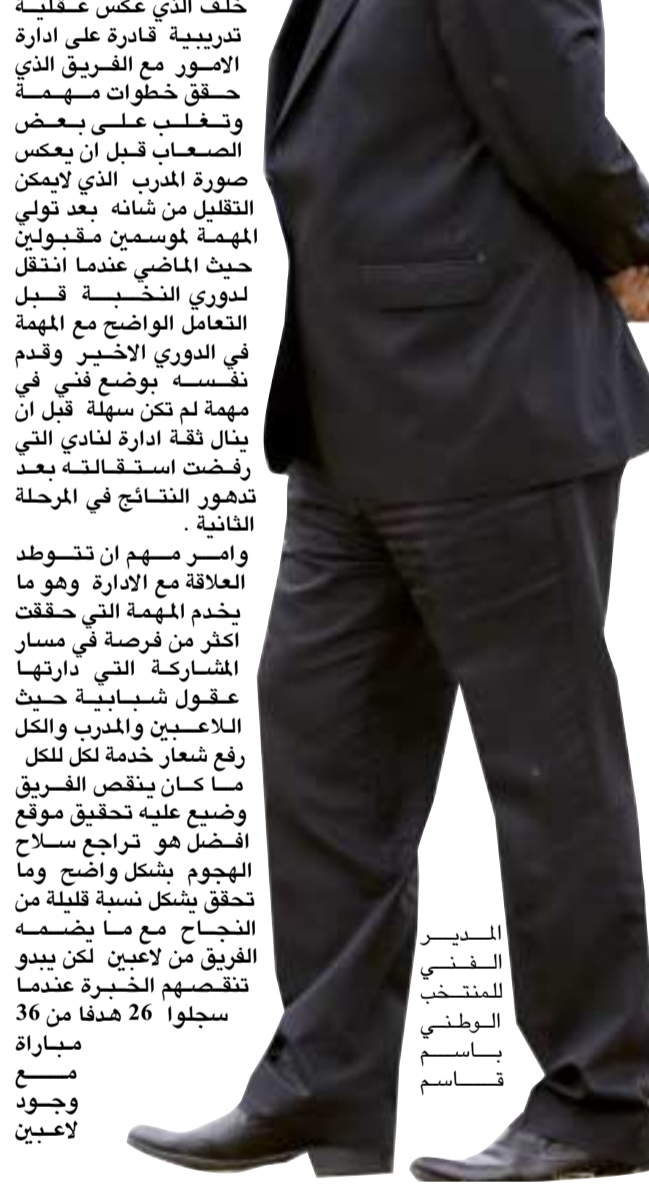 خلف الذي عكس عقلية
تدريبية قادرة على ادارة
الامور مع الفريق الذي
حقق خطوات مهمة
وتغلب على بعض
الصعاب قبل ان يعكس
صورة المدرب الذي لايمكن
التقليل من شانه بعد تولي
المهمة لموسمين مقبولين
حيث الماضي عندما انتقل
لدوري النخبة قبل
التعامل الواضح مع المهمة
في الدوري الاخير وقدم
نفسه بوضع فني في
مهمة لم تكن سهلة قبل ان
ينال ثقة ادارة لنادي التي
رفضت استقالته بعد
تدهور النتائج في المرحلة
الثانية .
وامر مهم ان تتوطد
العلاقة مع الادارة وهو ما
يخدم المهمة التي حققت
اكثر من فرصة في مسار
المشاركة التي دارتها
عقول شبابية حيث
اللاعبين والمدرب والكل
رفع شعار خدمة لكل للكل
ما كان ينقص الفريق
وضيع عليه تحقيق موقع
افضل هو تراجع سلاح
الهجوم بشكل واضح وما
تحقق يشكل نسبة قليلة من
النجاح مع ما يضمه
الفريق من لاعبين لكن يبدو
تنقصهم الخبرة عندما
سجلوا 26 هدفا من 36
مباراة
مع
وجود
لاعبين
المدير
الفني
للمنتخب
الوطني
باسم
قاسم